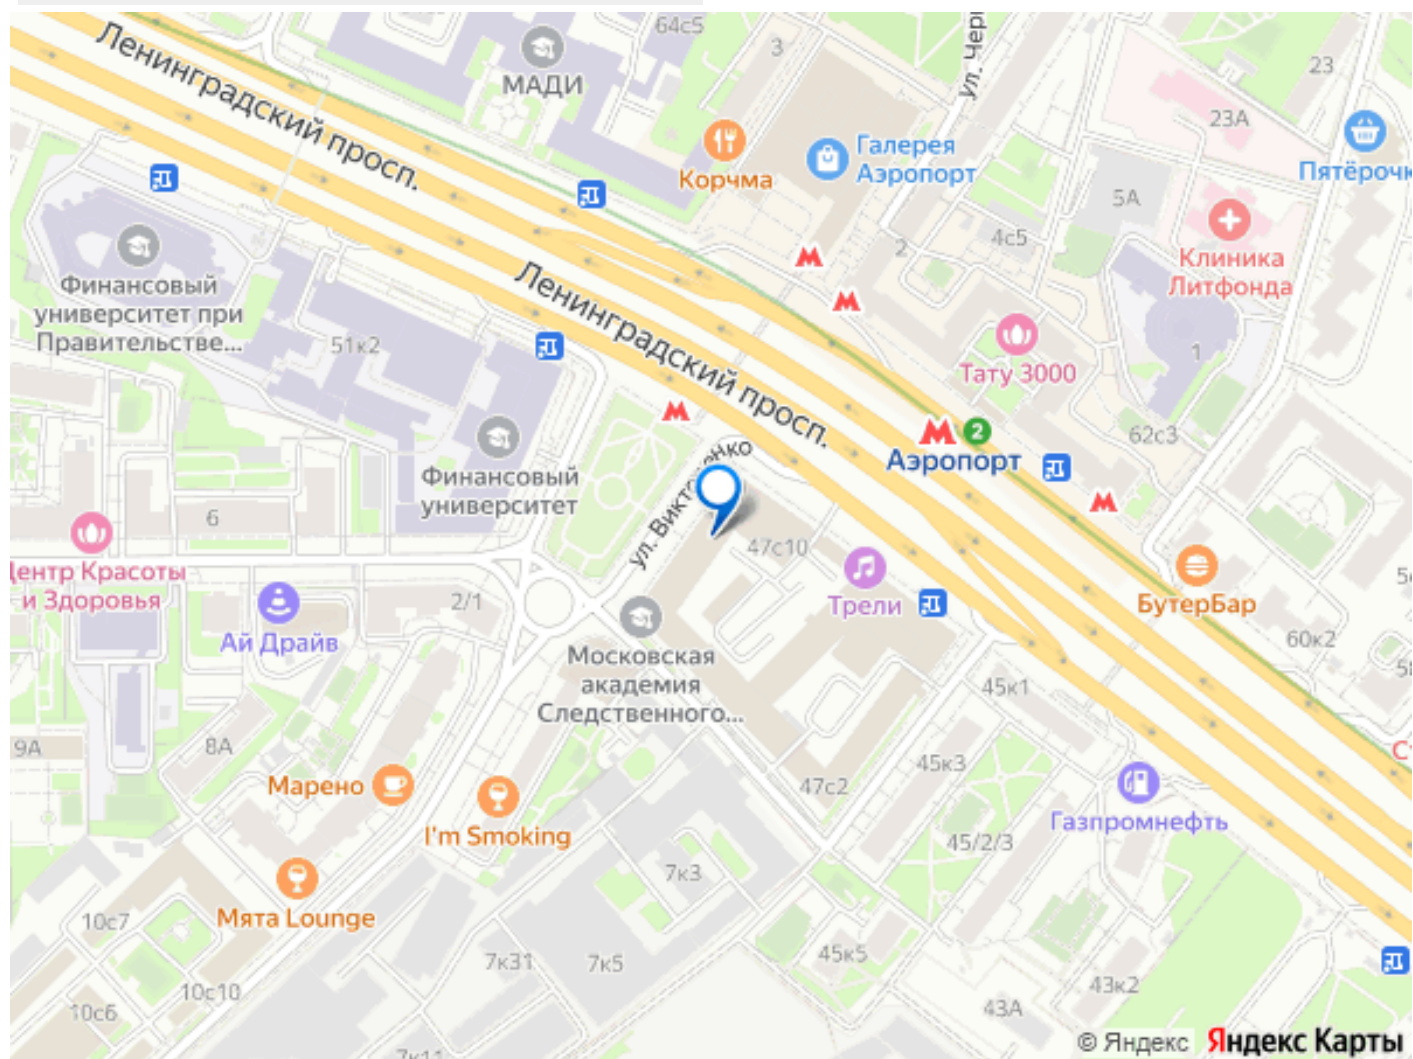 64с5
Ленинградский просп.
МАДИ
3
ул. Чер
23
23А
Корчма
Галерея
Аэропорт
Пятёрочк
5А
4с5
2
Клиника
Литфонда
Финансовый
университет при
Правительстве...
51к2
Ленинградский просп.
1
Тату 3000
62с3
2
Аэропорт
Финансовый
университет
6
Центр Красоты
и Здоровья
47с10
Трели
БутерБар
60к2
Ай Драйв
2/1
Московская
академия
Следственного...
45к1
9А
8А
Марено
I'm Smoking
47с2
45к3
Газпромнефть
45/2/3
7к3
Мята Lounge
10с7
7к31
7к5
45к5
10с10
10с6
43А
43к2
7к11
© Яндекс Яндекс Карты